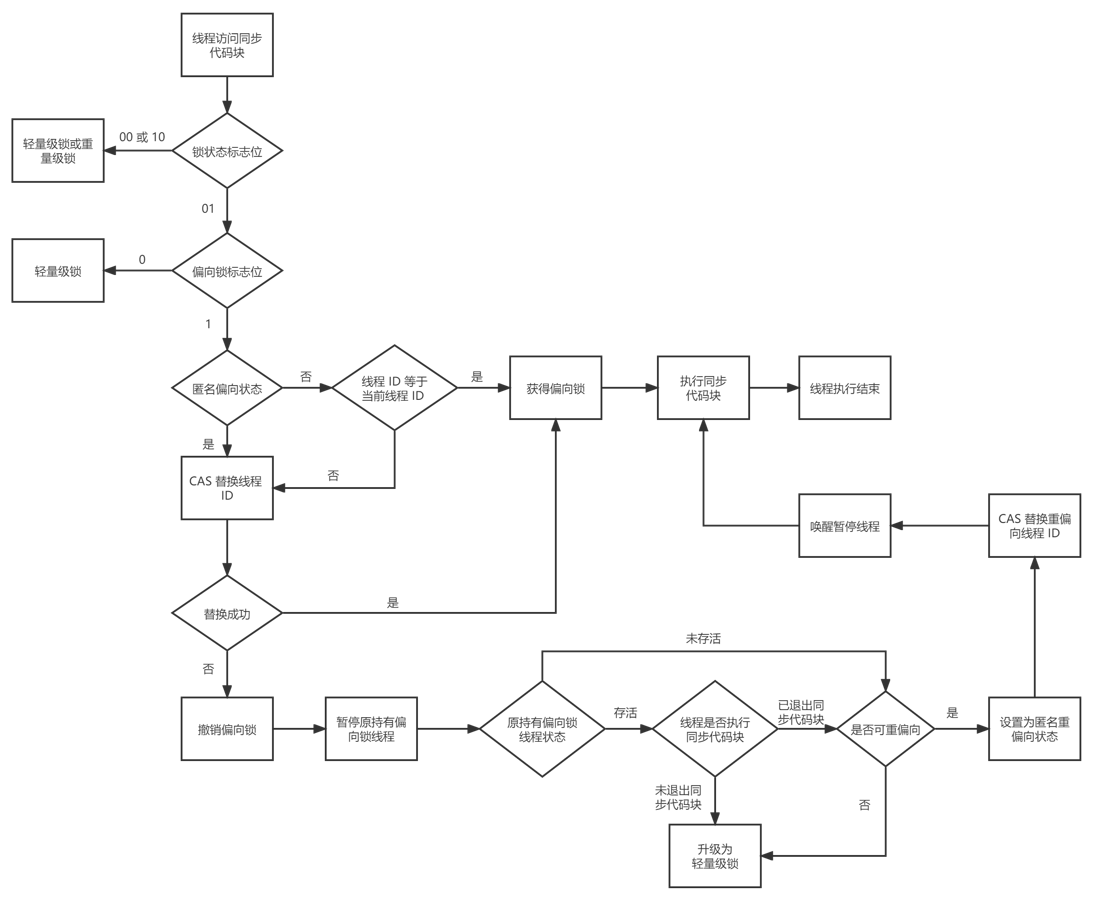 线程访问同步
代码块
00 或 10
轻量级锁或重
量级锁
锁状态标志位
01
轻量级锁
0
偏向锁标志位
1
匿名偏向状态
否
线程 ID 等于
当前线程 ID
是
获得偏向锁
执行同步
代码块
线程执行结束
是
否
CAS 替换线程
ID
唤醒暂停线程
CAS 替换重偏
向线程 ID
替换成功
是
否
未存活
撤销偏向锁
暂停原持有偏
向锁线程
原持有偏向锁
线程状态
存活
线程是否执行
同步代码块
已退出同
步代码块
是否可重偏向
是
设置为匿名重
偏向状态
未退出同
步代码块
否
升级为
轻量级锁